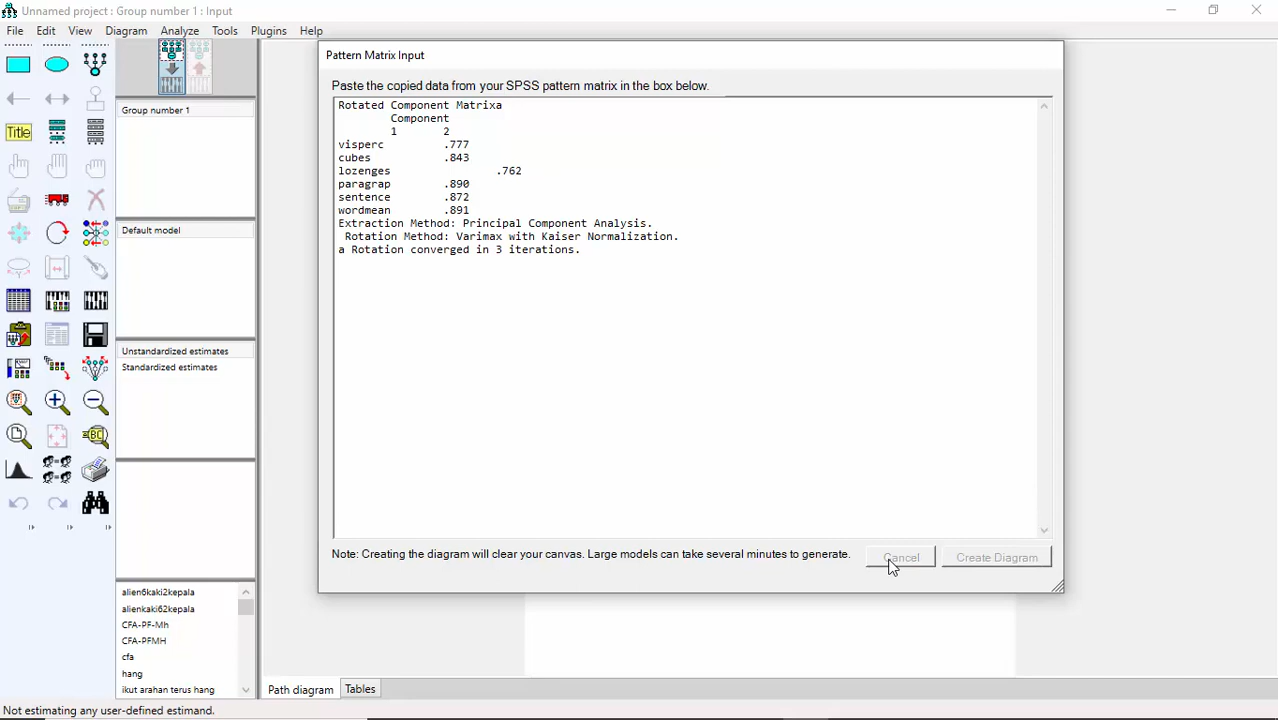 Unnamed project : Group number 1 : Input
File Edit View Diagram Analyze Tools Plugins Help
Title
Group number 1
Default model
Unstandardized estimates
Standardized estimates
alien6kaki2kepala
alienkaki62kepala
CFA-PF-Mh
CFA-PFMH
cfa
hang
ikut arahan terus hang
Pattern Matrix Input
Paste the copied data from your SPSS pattern matrix in the box below.
Rotated Component Matrixa
Component
1 2
visperc .777
cubes .843
lozenges .762
paragrap .890
sentence .872
wordmean .891
Extraction Method: Principal Component Analysis.
Rotation Method: Varimax with Kaiser Normalization.
a Rotation converged in 3 iterations.
Note: Creating the diagram will clear your canvas. Large models can take several minutes to generate.
Cancel Create Diagram
Path diagram Tables
Not estimating any user-defined estimand.